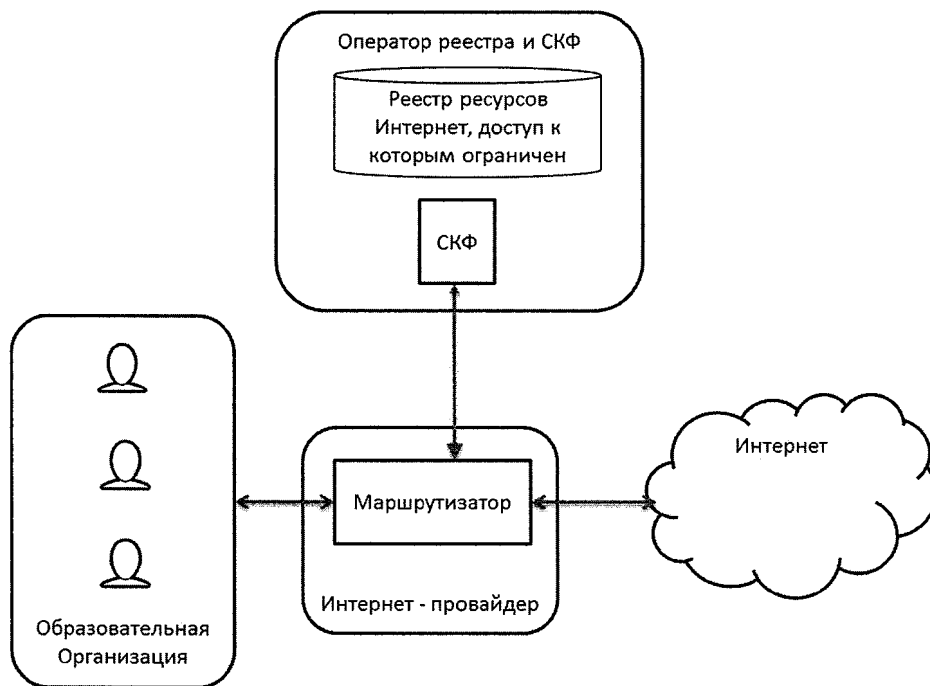 Оператор реестра и СКФ
Реестр ресурсов
Интернет, доступ к
которым ограничен
СКФ
Интернет
Маршрутизатор
Интернет - провайдер
Образовательная
Организация